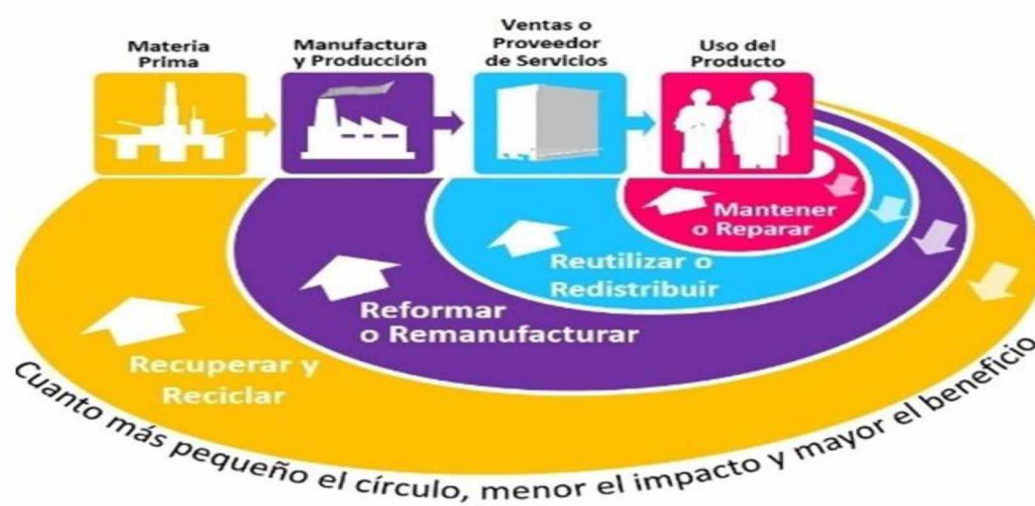 Materia
Prima
Manufactura
y Producción
Ventas o
Proveedor
de Servicios
Uso del
Producto
Mantener
o Reparar
Reutilizar o
Redistribuir
Reformar
o Remanufacturar
Recuperar y
Reciclar
Cuanto más pequeño el círculo, menor el impacto y mayor el beneficio